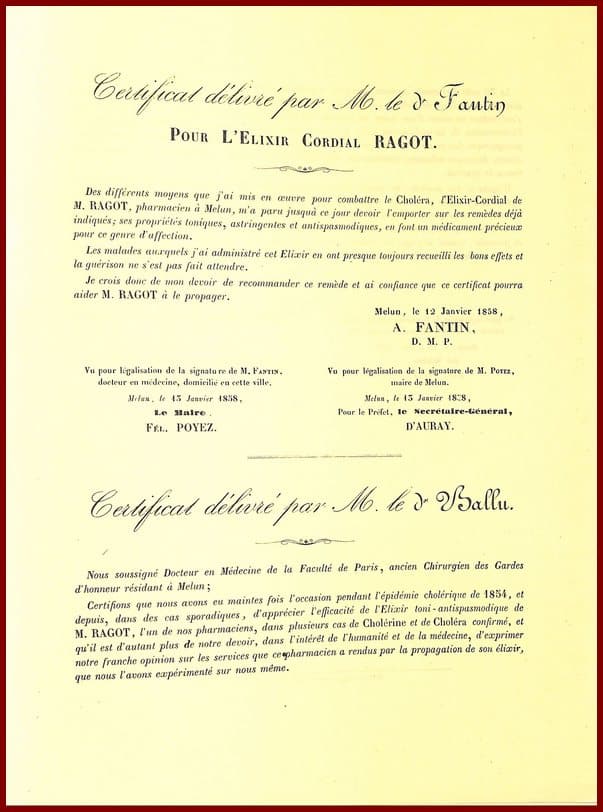 Certificat délivré par M. le dr Fantin
POUR L'ELIXIR CORDIAL RAGOT.
Des différents moyens que j'ai mis en œuvre pour combattre le Choléra, l'Elixir-Cordial de
M. RAGOT, pharmacien à Melun, m'a paru jusqu'à ce jour devoir l'emporter sur les remèdes déjà
indiqués; ses propriétés toniques, astringentes et antispasmodiques, en font un médicament précieux
pour ce genre d'affection.
Les malades auxquels j'ai administré cet Elixir en ont presque toujours recueilli les bons effets et
la guérison ne s'est pas fait attendre.
Je crois donc de mon devoir de recommander ce remède et ai confiance que ce certificat pourra
aider M. RAGOT à le propager.
Melun, le 12 Janvier 1858,
A. FANTIN,
D. M. P.
Vu pour légalisation de la signature de M. FANTIN,
docteur en médecine, domicilié en cette ville.
Melun, le 13 Janvier 1858,
Le Maire,
FÉL. POYEZ.
Vu pour légalisation de la signature de M. POYEZ,
maire de Melun.
Melun, le 13 Janvier 1858,
Pour le Préfet, le Secrétaire-Général,
D'AURAY.
Certificat délivré par M. le dr Ballu.
Nous soussigné Docteur en Médecine de la Faculté de Paris, ancien Chirurgien des Gardes
d'honneur résidant à Melun;
Certifions que nous avons eu maintes fois l'occasion pendant l'épidémie cholérique de 1854, et
depuis, dans des cas sporadiques, d'apprécier l'efficacité de l'Elixir toni-antispasmodique de
M. RAGOT, l'un de nos pharmaciens, dans plusieurs cas de Cholérine et de Choléra confirmé, et
qu'il est d'autant plus de notre devoir, dans l'intérêt de l'humanité et de la médecine, d'exprimer
notre franche opinion sur les services que ce pharmacien a rendus par la propagation de son élixir,
que nous l'avons expérimenté sur nous même.